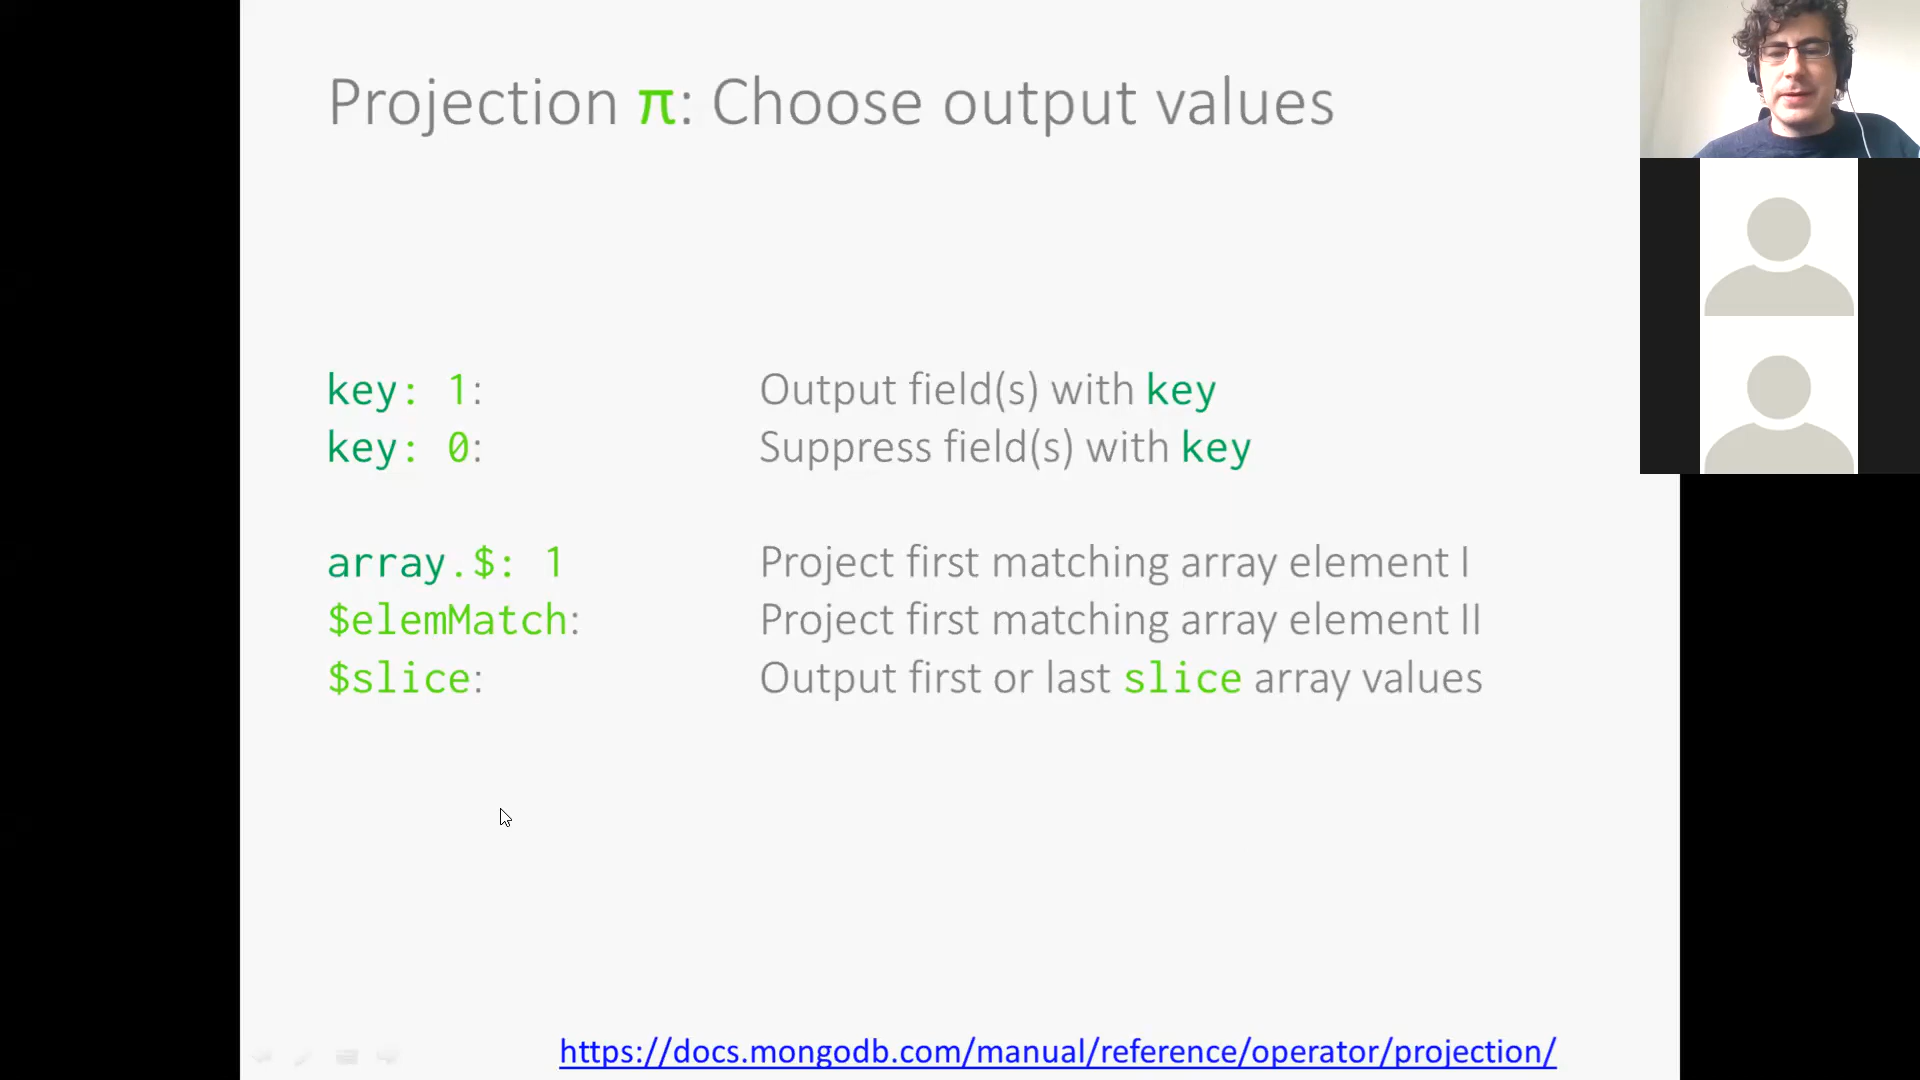 Projection π: Choose output values
key: 1: Output field(s) with key
key: 0: Suppress field(s) with key
array.$: 1 Project first matching array element I
$elemMatch: Project first matching array element II
$slice: Output first or last slice array values
https://docs.mongodb.com/manual/reference/operator/projection/